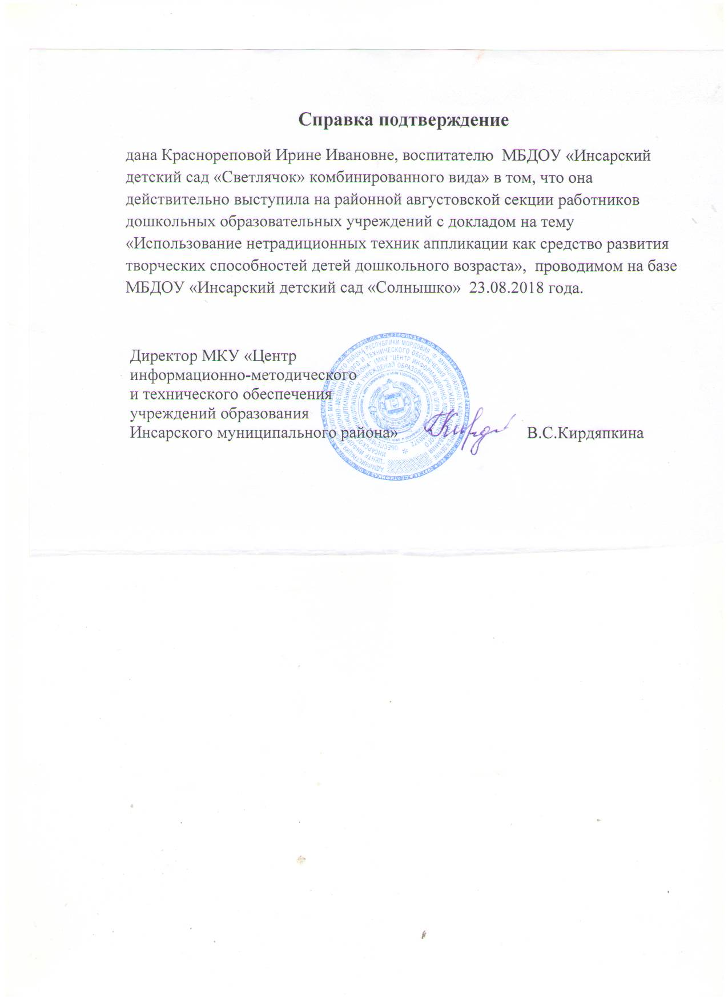 Справка подтверждение
дана Краснореповой Ирине Ивановне, воспитателю МБДОУ «Инсарский
детский сад «Светлячок» комбинированного вида» в том, что она
действительно выступила на районной августовской секции работников
дошкольных образовательных учреждений с докладом на тему
«Использование нетрадиционных техник аппликации как средство развития
творческих способностей детей дошкольного возраста», проводимом на базе
МБДОУ «Инсарский детский сад «Солнышко» 23.08.2018 года.
Директор МКУ «Центр
информационно-методического
и технического обеспечения
учреждений образования
Инсарского муниципального района»
В.С.Кирдяпкина